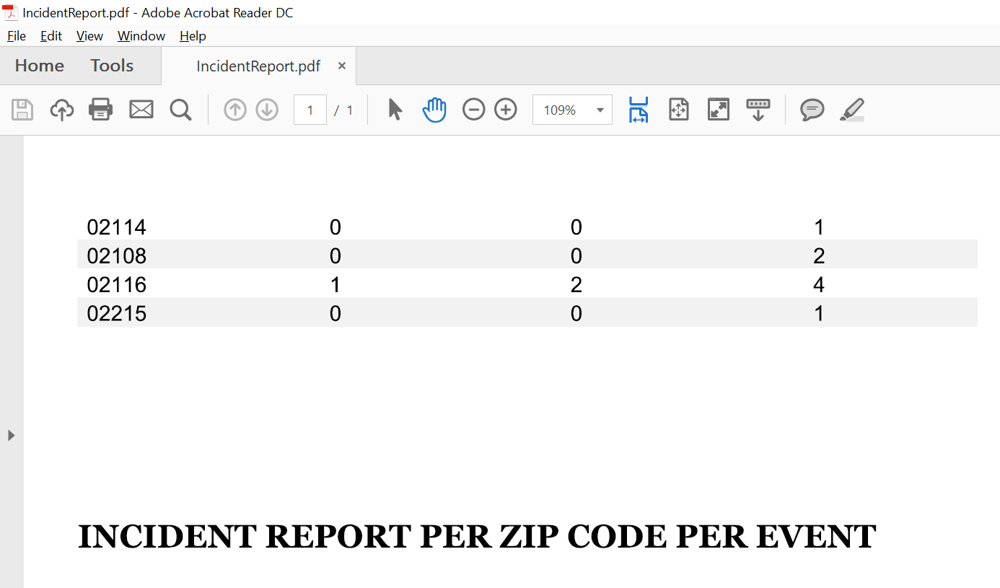 IncidentReport.pdf - Adobe Acrobat Reader DC
File Edit View Window Help
Home Tools IncidentReport.pdf ×
1 / 1 109%
02114 0 0 1
02108 0 0 2
02116 1 2 4
02215 0 0 1
INCIDENT REPORT PER ZIP CODE PER EVENT